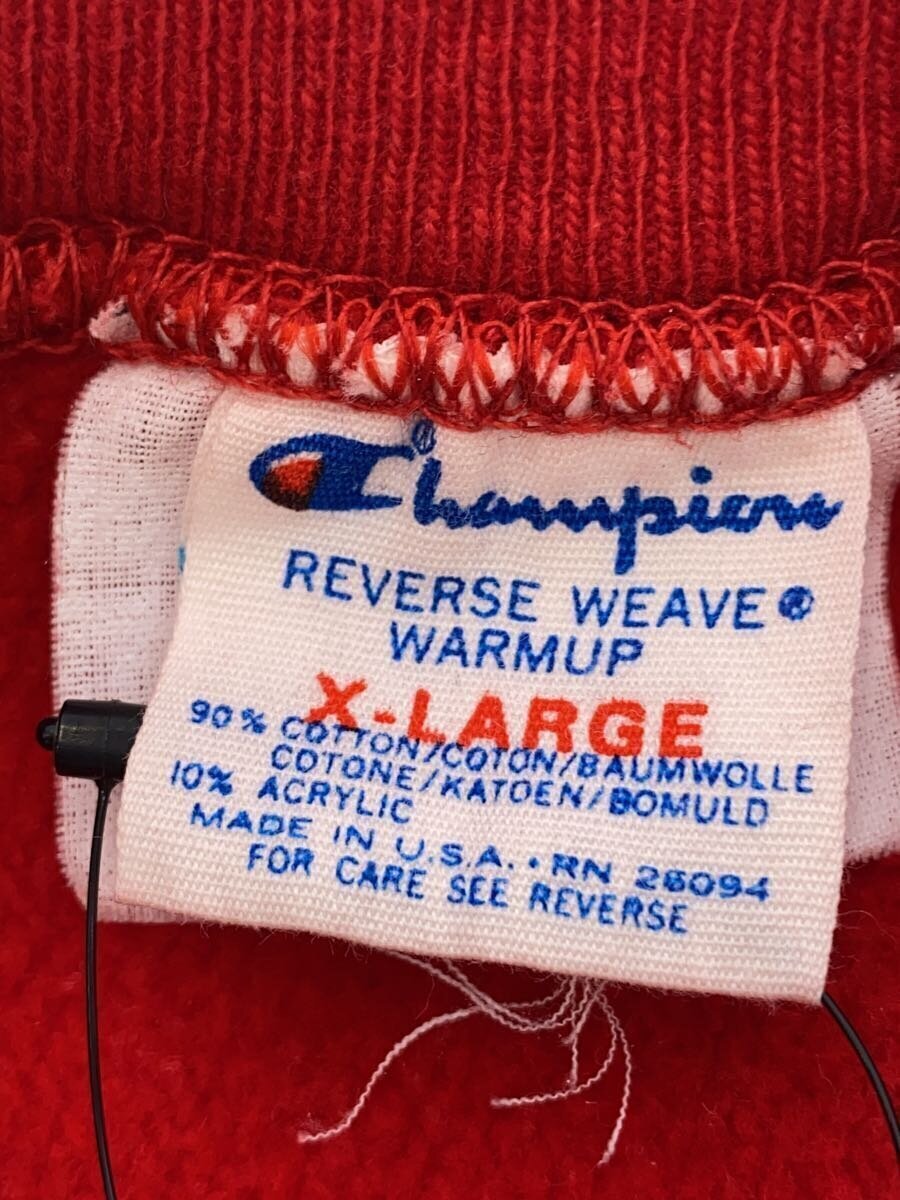 Champion®
REVERSE WEAVE®
WARMUP
X-LARGE
90% COTTON/COTON/BAUMWOLLE
COTONE/KATOEN/BOMULD
10% ACRYLIC
MADE IN U.S.A. • RN 26094
FOR CARE SEE REVERSE